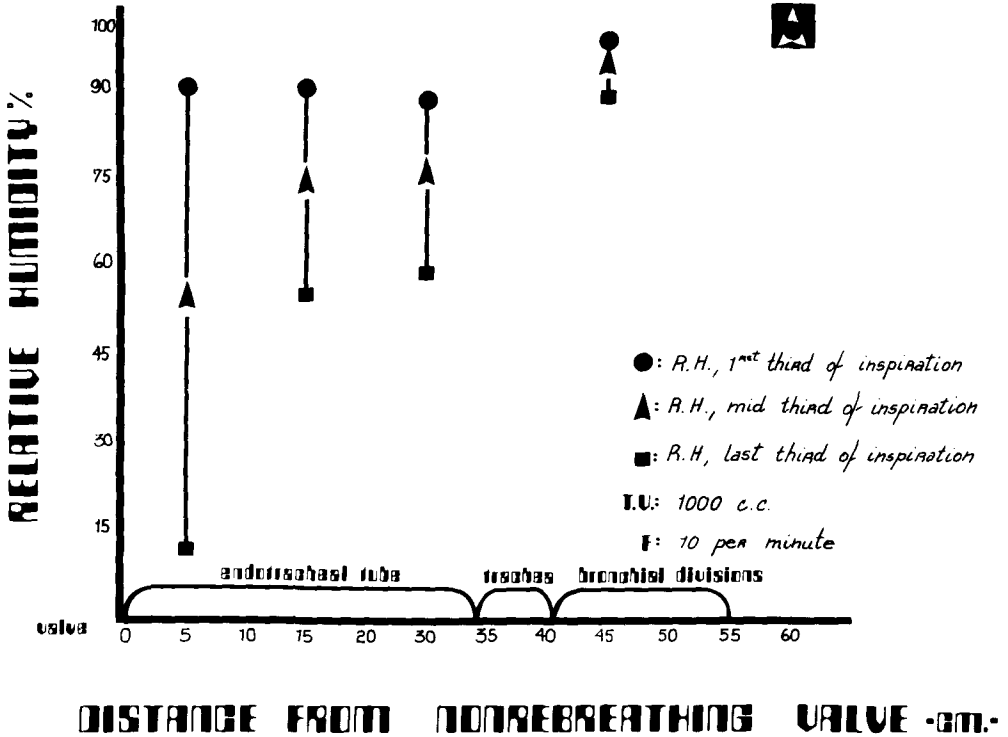 RELATIVE HUMIDITY %
100
90
75
60
45
30
15
●: R.H., 1rst third of inspiration
▲: R.H., mid third of inspiration
■: R.H, last third of inspiration
T.V.: 1000 c.c.
F: 10 per minute
endotracheal tube trachea bronchial divisions
valve 0 5 10 15 20 30 35 40 45 50 55 60
DISTANCE FROM NONREBREATHING VALVE -cm.-